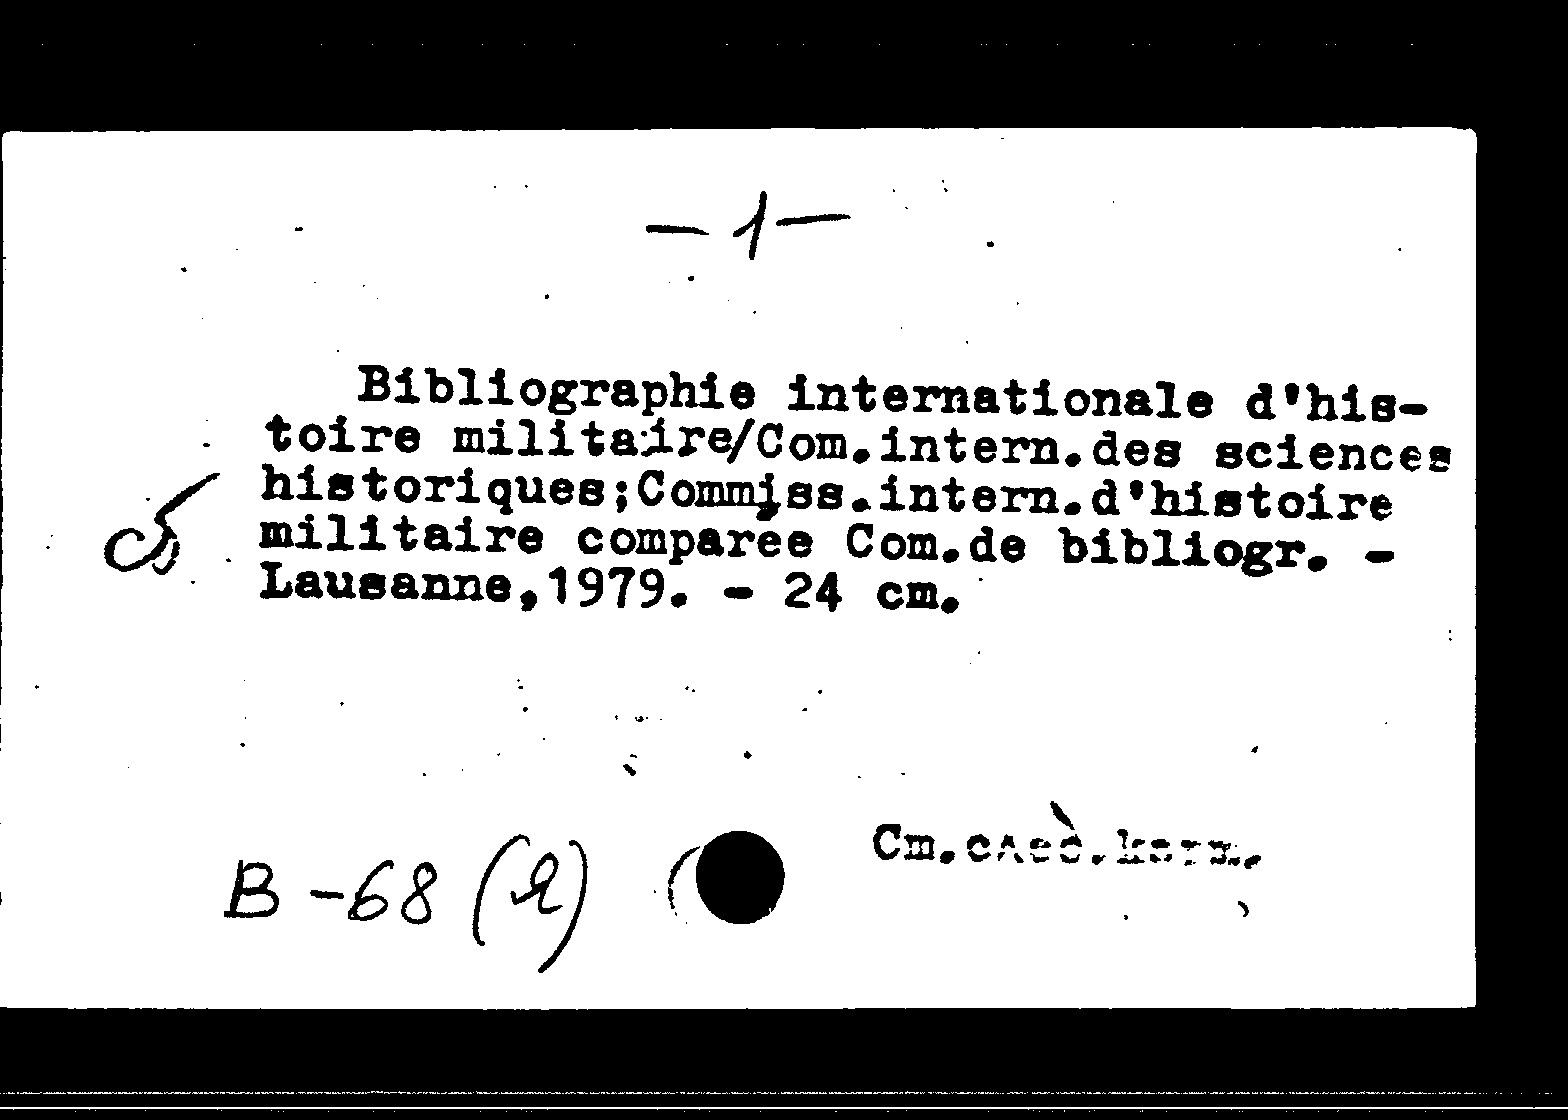 — 1 —
Bibliographie internationale d'his-
toire militaire/Com.intern.des sciences
historiques;Commiss.intern.d'histoire
militaire comparee Com.de bibliogr. -
Lausanne,1979. - 24 cm.
См.след.
B-68 (Я)